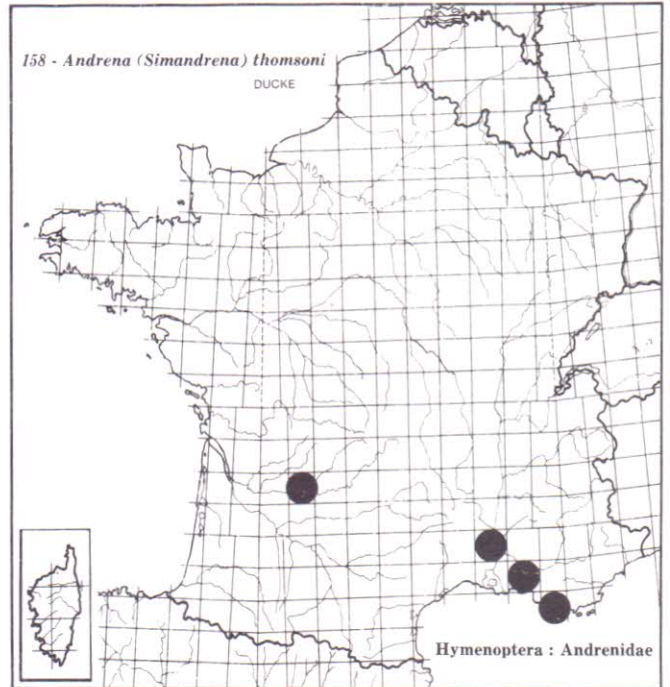 158 - Andrena (Simandrena) thomsoni
DUCKE
Hymenoptera : Andrenidae